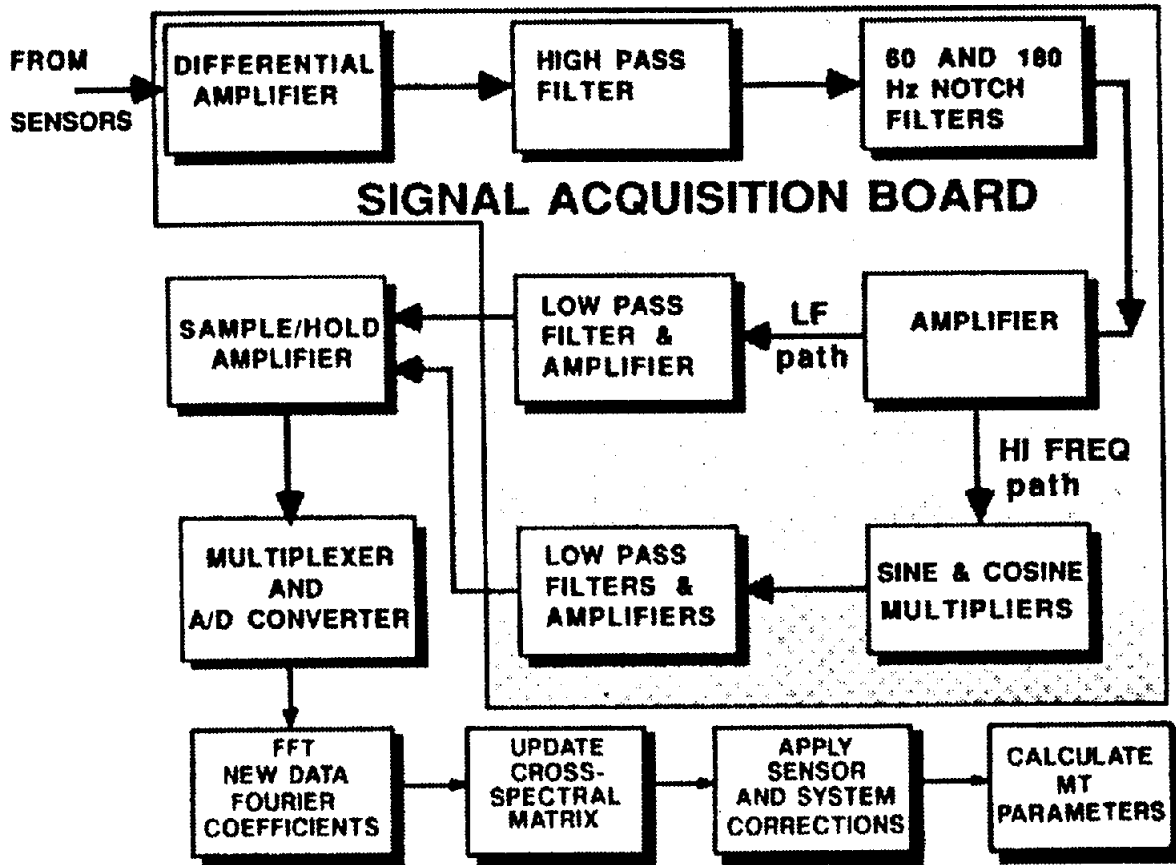 FROM
SENSORS
DIFFERENTIAL
AMPLIFIER
HIGH PASS
FILTER
60 AND 180
Hz NOTCH
FILTERS
SIGNAL ACQUISITION BOARD
SAMPLE/HOLD
AMPLIFIER
LOW PASS
FILTER &
AMPLIFIER
LF
path
AMPLIFIER
HI FREQ
path
MULTIPLEXER
AND
A/D CONVERTER
LOW PASS
FILTERS &
AMPLIFIERS
SINE & COSINE
MULTIPLIERS
FFT
NEW DATA
FOURIER
COEFFICIENTS
UPDATE
CROSS-
SPECTRAL
MATRIX
APPLY
SENSOR
AND SYSTEM
CORRECTIONS
CALCULATE
MT
PARAMETERS